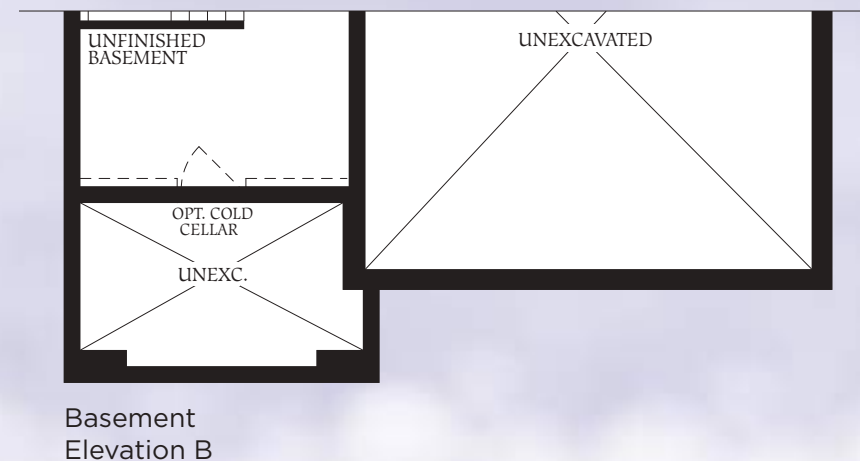 UNFINISHED
BASEMENT
UNEXCAVATED
OPT. COLD
CELLAR
UNEXC.
Basement
Elevation B